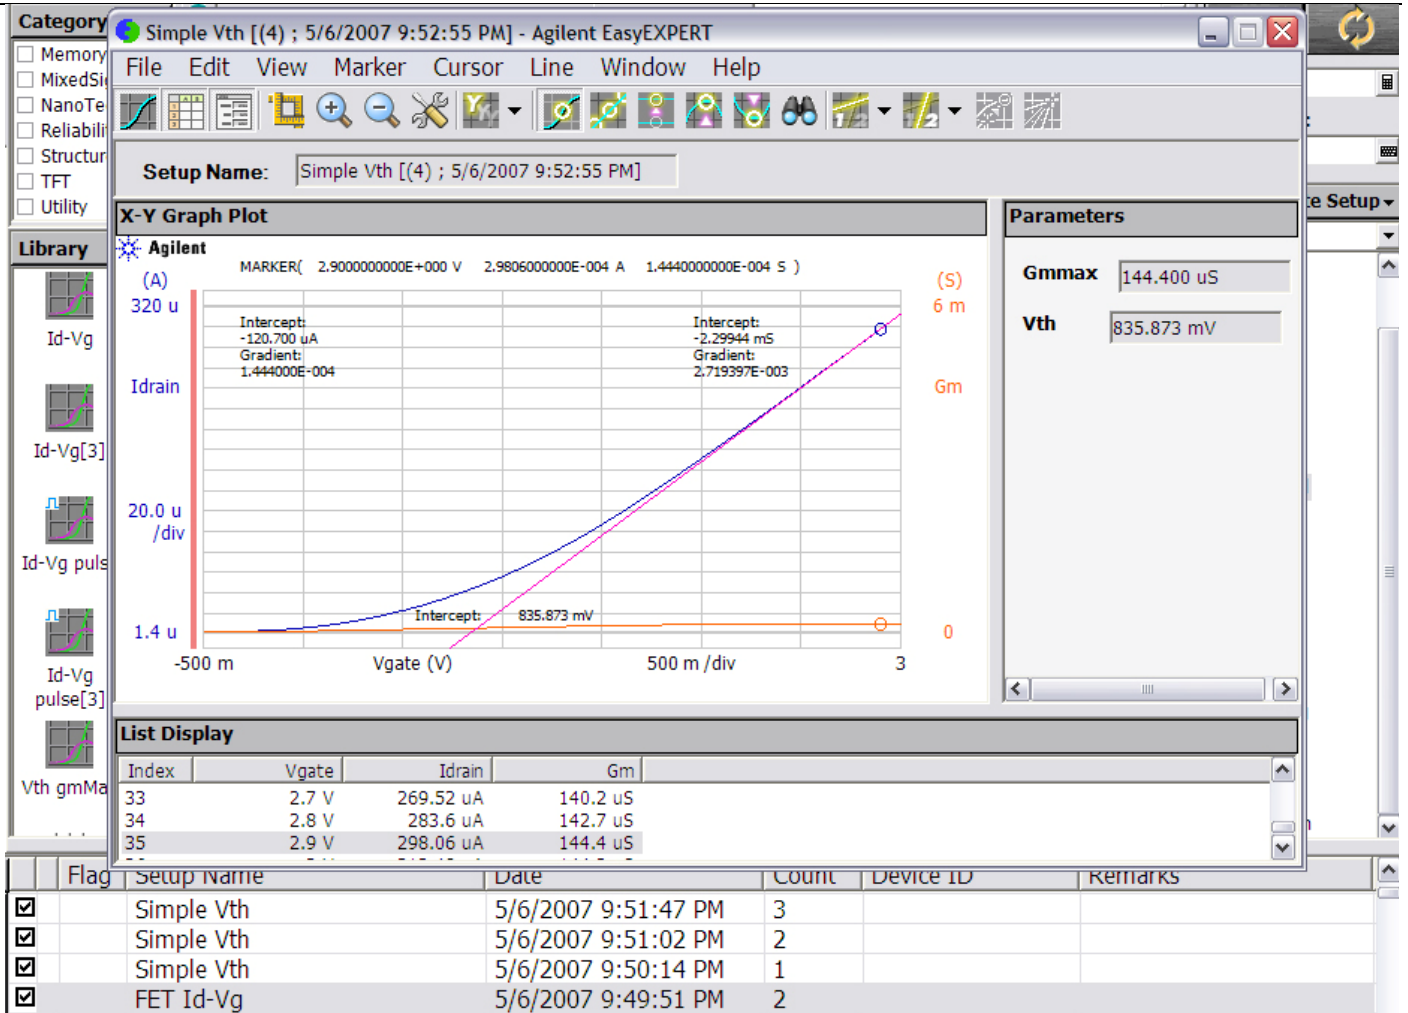 Category
Memory
MixedSi
NanoTe
Reliabili
Structur
TFT
Utility
Library
Id-Vg
Id-Vg[3]
Id-Vg puls
Id-Vg
pulse[3]
Vth gmMa
Simple Vth [(4) ; 5/6/2007 9:52:55 PM] - Agilent EasyEXPERT
File Edit View Marker Cursor Line Window Help
Setup Name: Simple Vth [(4) ; 5/6/2007 9:52:55 PM]
X-Y Graph Plot
Agilent
MARKER( 2.9000000000E+000 V 2.9806000000E-004 A 1.4440000000E-004 S )
(A)
320 u
Idrain
20.0 u
/div
1.4 u
Intercept:
-120.700 uA
Gradient:
1.444000E-004
Intercept:
-2.29944 mS
Gradient:
2.719397E-003
Intercept: 835.873 mV
(S)
6 m
Gm
0
-500 m Vgate (V) 500 m /div 3
Parameters
Gmmax 144.400 uS
Vth 835.873 mV
te Setup
List Display
Index Vgate Idrain Gm
33 2.7 V 269.52 uA 140.2 uS
34 2.8 V 283.6 uA 142.7 uS
35 2.9 V 298.06 uA 144.4 uS
Flag Setup Name Date Count Device ID Remarks
Simple Vth 5/6/2007 9:51:47 PM 3
Simple Vth 5/6/2007 9:51:02 PM 2
Simple Vth 5/6/2007 9:50:14 PM 1
FET Id-Vg 5/6/2007 9:49:51 PM 2